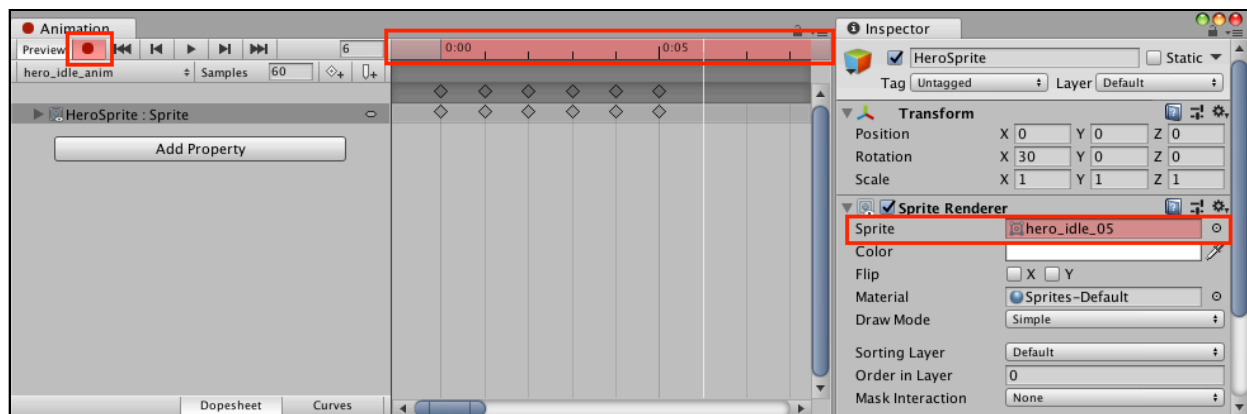 Animation
Preview
6
0:00
0:05
hero_idle_anim
Samples
60
HeroSprite : Sprite
Add Property
Dopesheet
Curves
Inspector
HeroSprite
Static
Tag
Untagged
Layer
Default
Transform
Position
X 0
Y 0
Z 0
Rotation
X 30
Y 0
Z 0
Scale
X 1
Y 1
Z 1
Sprite Renderer
Sprite
hero_idle_05
Color
Flip
X
Y
Material
Sprites-Default
Draw Mode
Simple
Sorting Layer
Default
Order in Layer
0
Mask Interaction
None